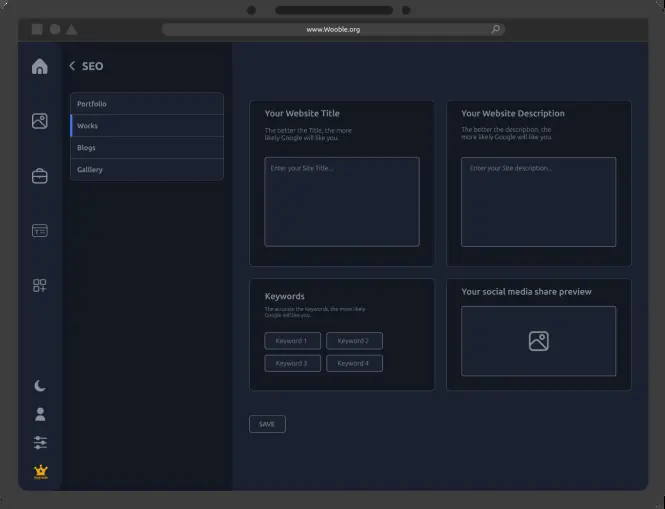 www.Wooble.org
SEO
Portfolio
Works
Blogs
Galllery
Your Website Title
The better the Title, the more
likely Google will like you.
Enter your Site Title...
Your Website Description
The better the description, the
more likely Google will like you.
Enter your Site description...
Keywords
The accurate the Keywords, the more likely
Google will like you.
Keyword 1
Keyword 2
Keyword 3
Keyword 4
Your social media share preview
SAVE